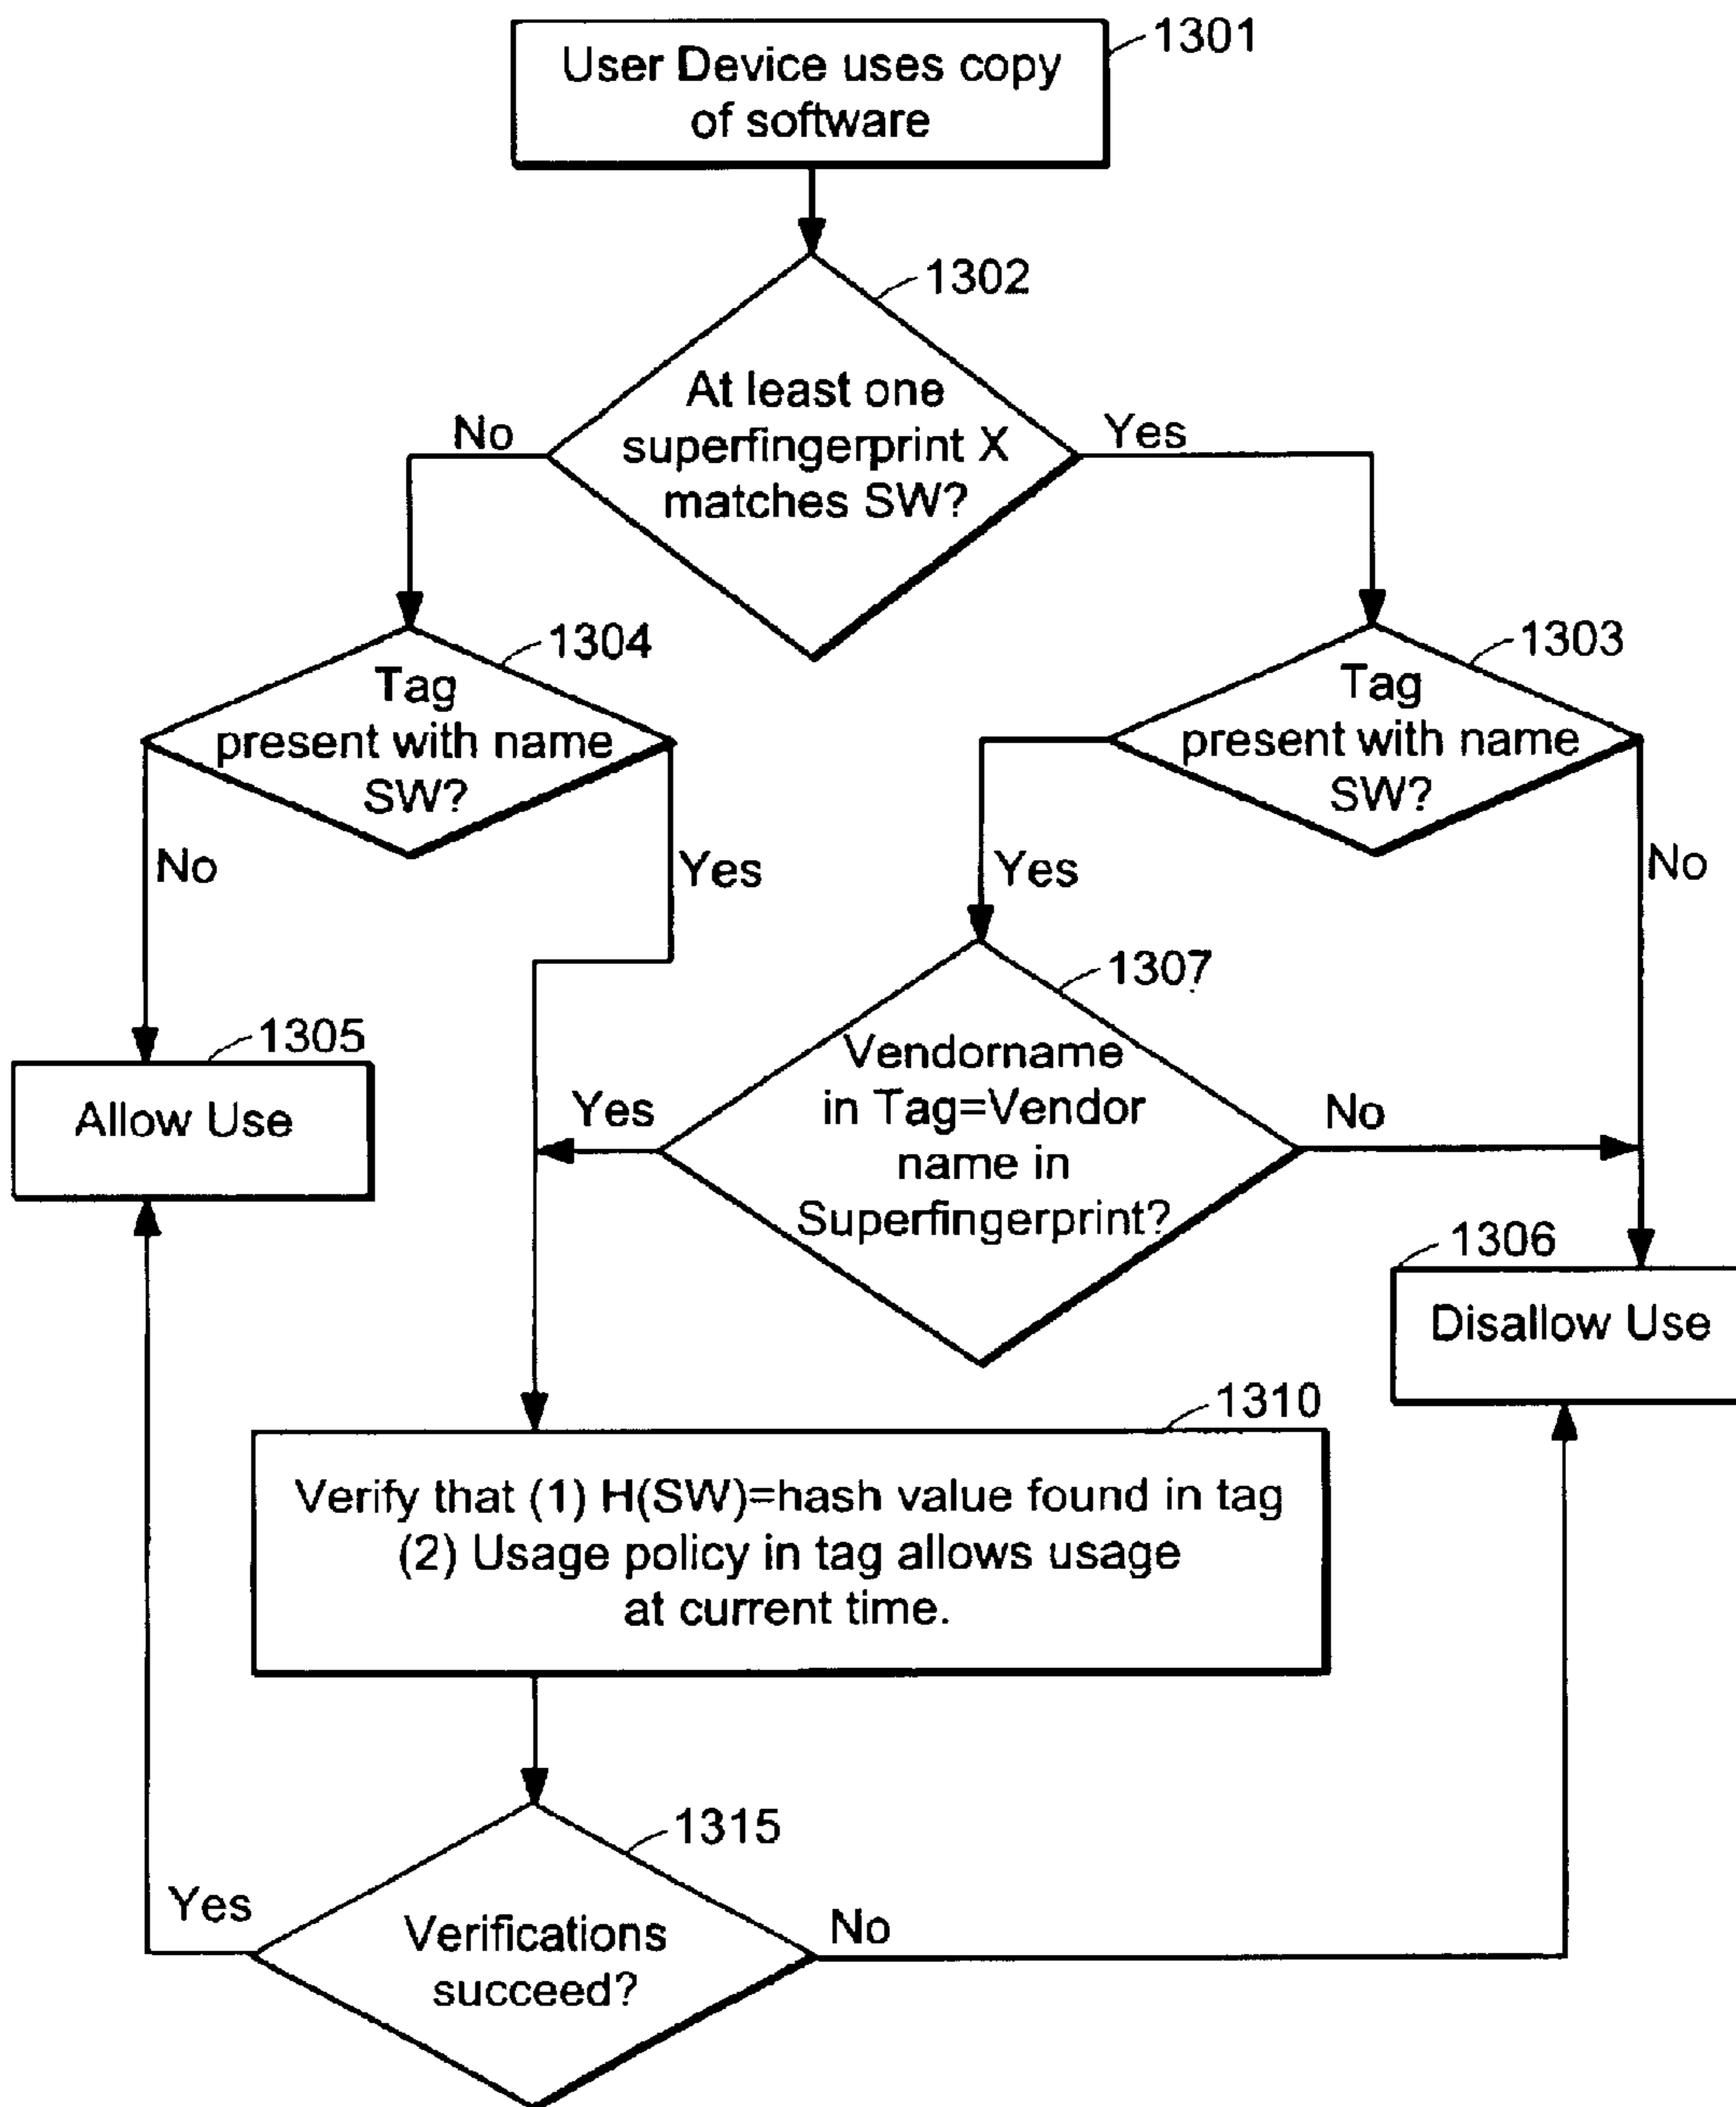 User Device uses copy
of software
1301
1302
At least one
superfingerprint X
matches SW?
No
Yes
1304
Tag
present with name
SW?
1303
Tag
present with name
SW?
No
Yes
Yes
No
1307
Vendorname
in Tag=Vendor
name in
Superfingerprint?
Yes
No
1305
Allow Use
1306
Disallow Use
1310
Verify that (1) H(SW)=hash value found in tag
(2) Usage policy in tag allows usage
at current time.
1315
Verifications
succeed?
Yes
No